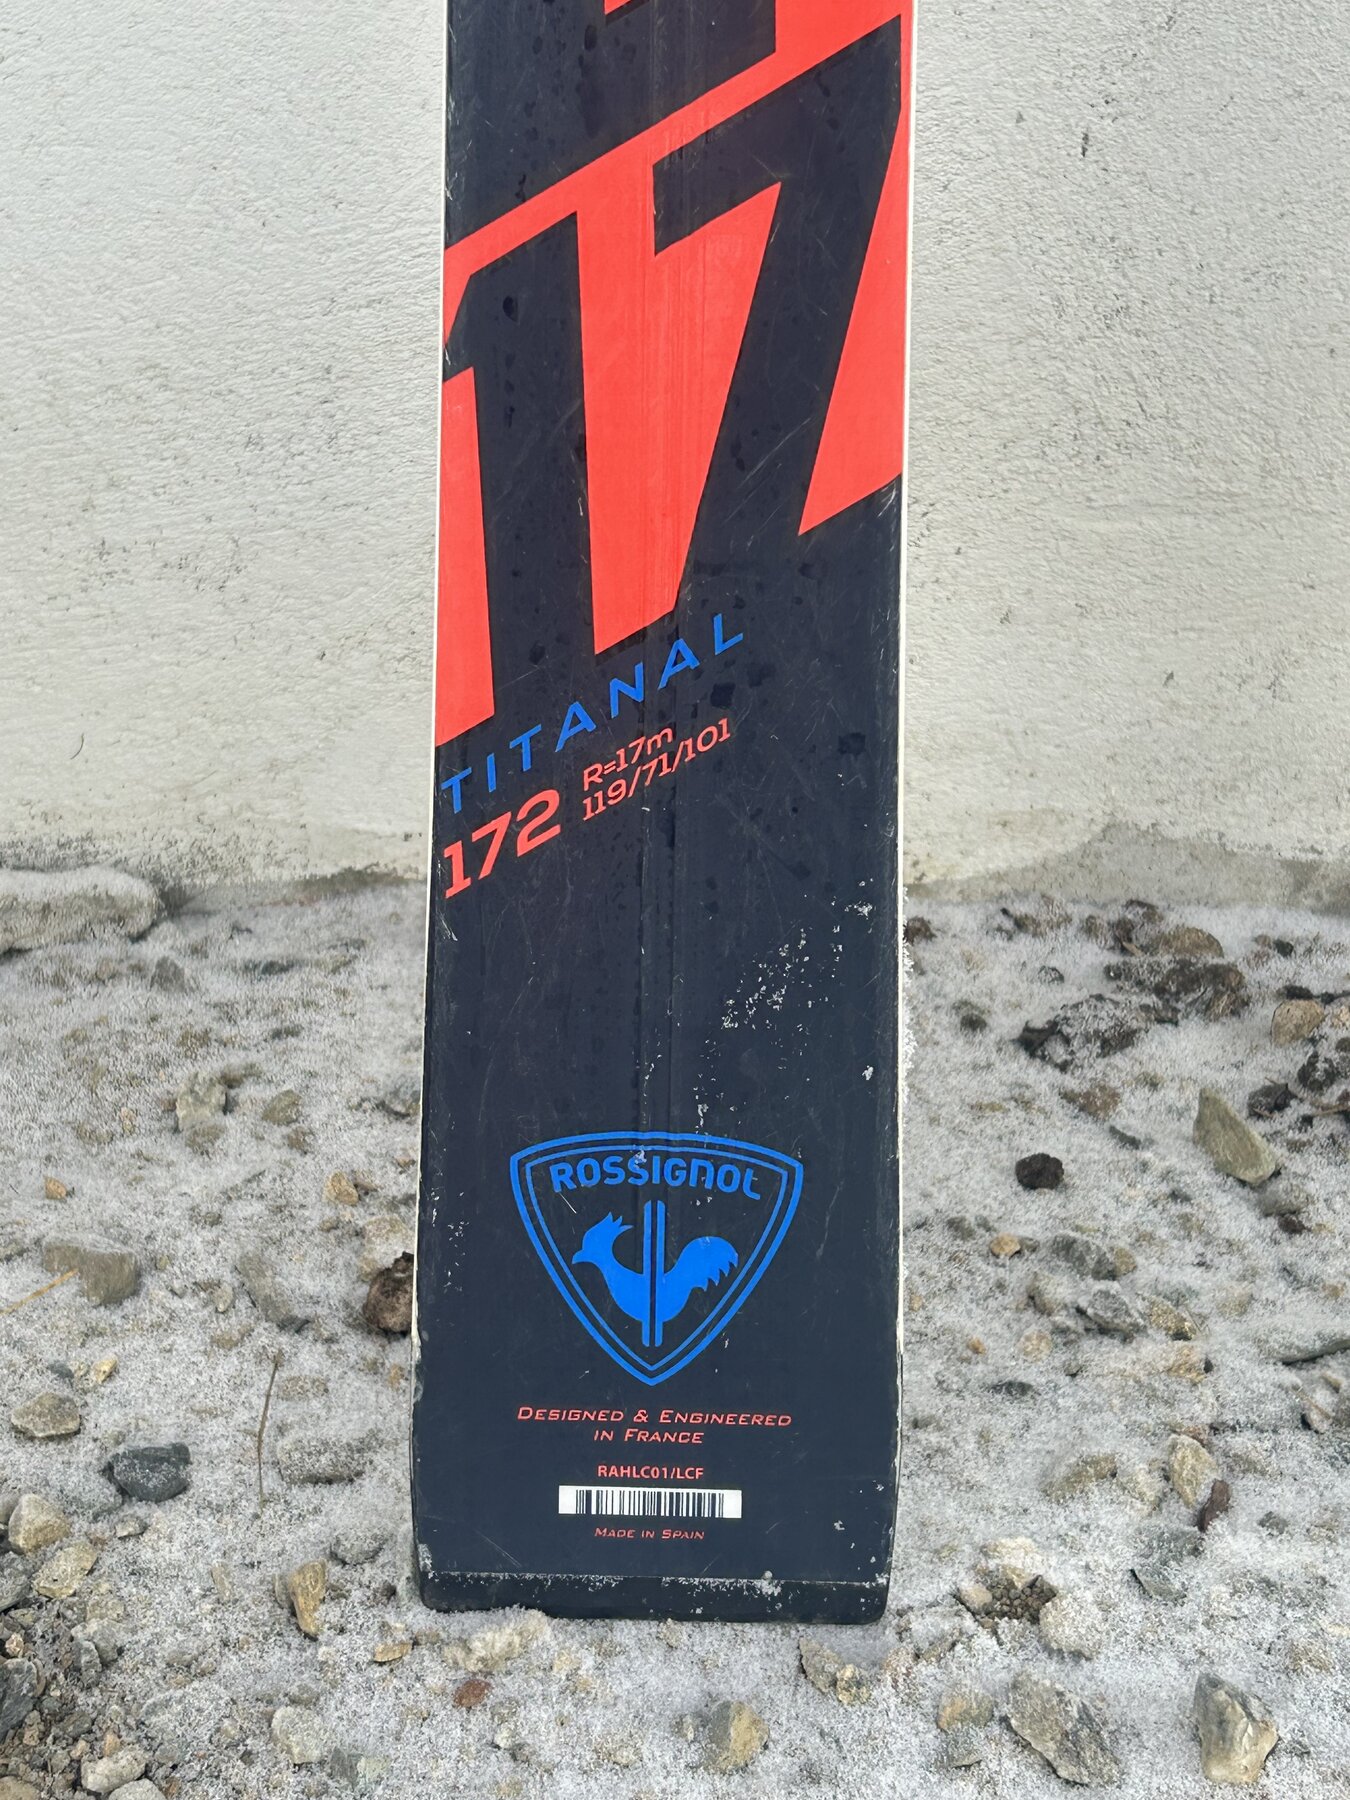 17
TITANAL
172 R=17m
119/71/101
ROSSIGNOL
DESIGNED & ENGINEERED
IN FRANCE
RAHLC01/LCF
MADE IN SPAIN